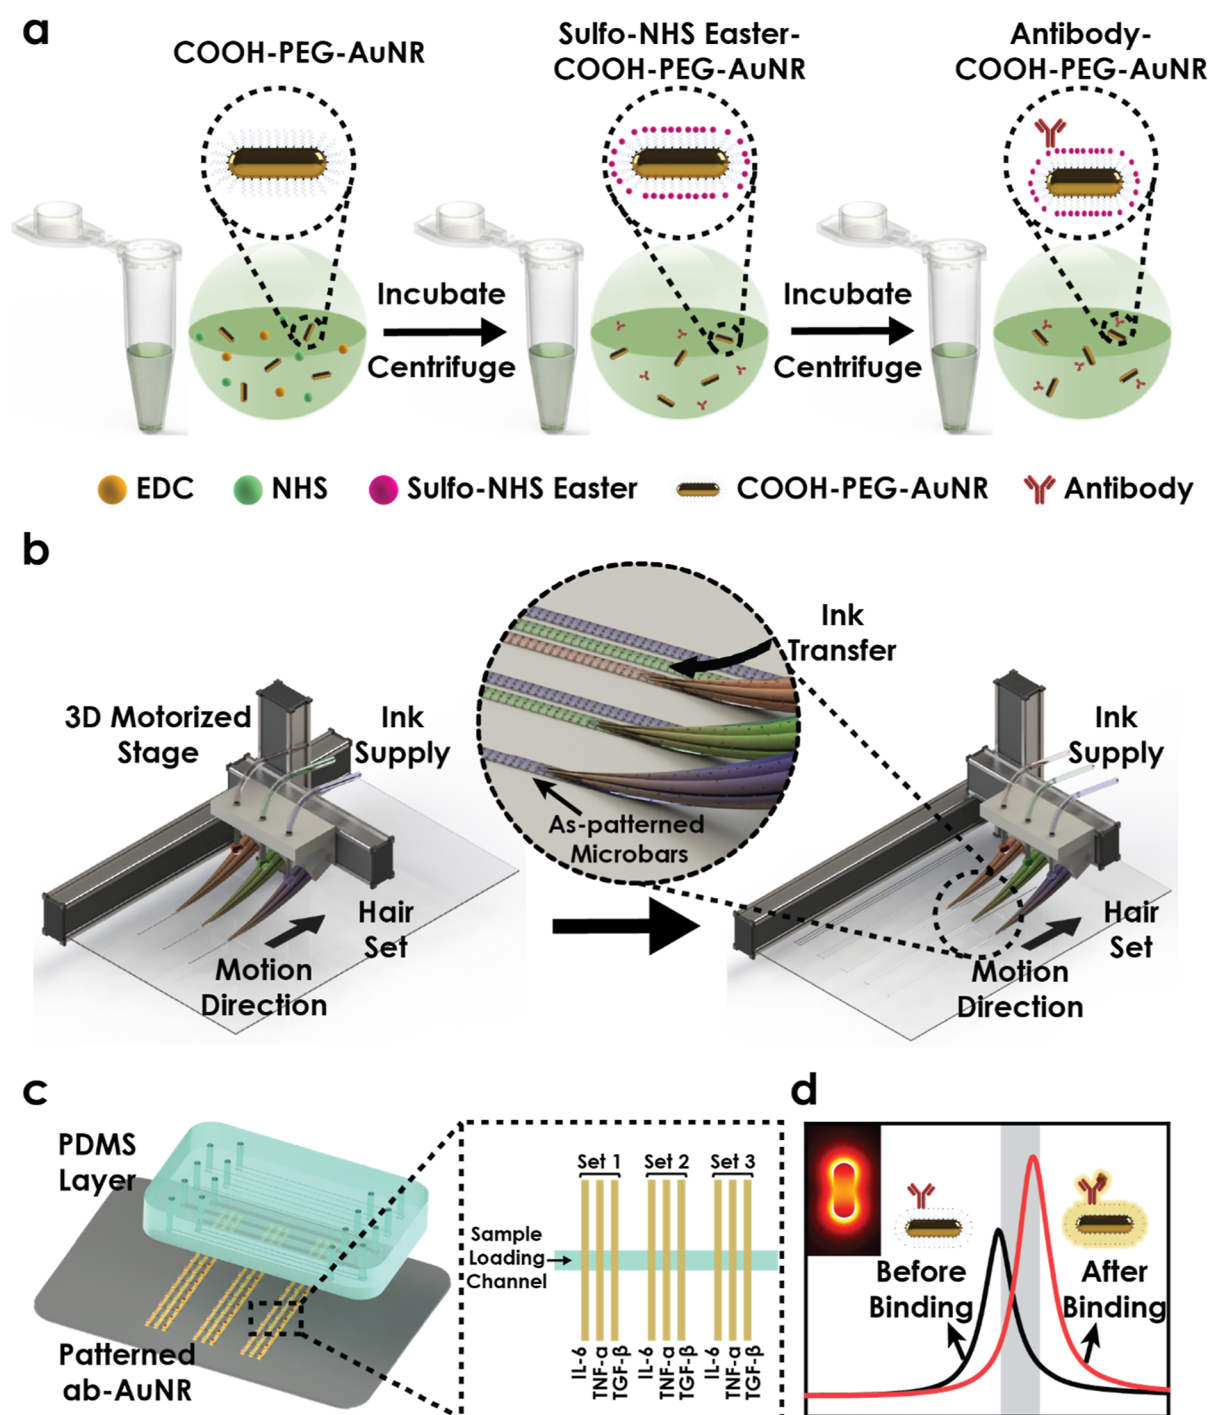 a
COOH-PEG-AuNR
Sulfo-NHS Easter-
COOH-PEG-AuNR
Antibody-
COOH-PEG-AuNR
Incubate
Centrifuge
Incubate
Centrifuge
EDC
NHS
Sulfo-NHS Easter
COOH-PEG-AuNR
Antibody
b
3D Motorized
Stage
Ink
Supply
Hair
Set
Motion
Direction
Ink
Transfer
As-patterned
Microbars
Ink
Supply
Hair
Set
Motion
Direction
c
PDMS
Layer
Patterned
ab-AuNR
Set 1
Set 2
Set 3
Sample
Loading
Channel
IL-6
TNF-α
TGF-β
IL-6
TNF-α
TGF-β
IL-6
TNF-α
TGF-β
d
Before
Binding
After
Binding